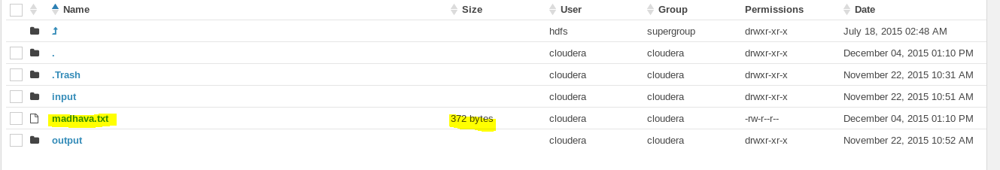 Name Size User Group Permissions Date
hdfs supergroup drwxr-xr-x July 18, 2015 02:48 AM
. cloudera cloudera drwxr-xr-x December 04, 2015 01:10 PM
.Trash cloudera cloudera drwxr-xr-x November 22, 2015 10:31 AM
input cloudera cloudera drwxr-xr-x November 22, 2015 10:51 AM
madhava.txt 372 bytes cloudera cloudera -rw-r--r-- December 04, 2015 01:10 PM
output cloudera cloudera drwxr-xr-x November 22, 2015 10:52 AM